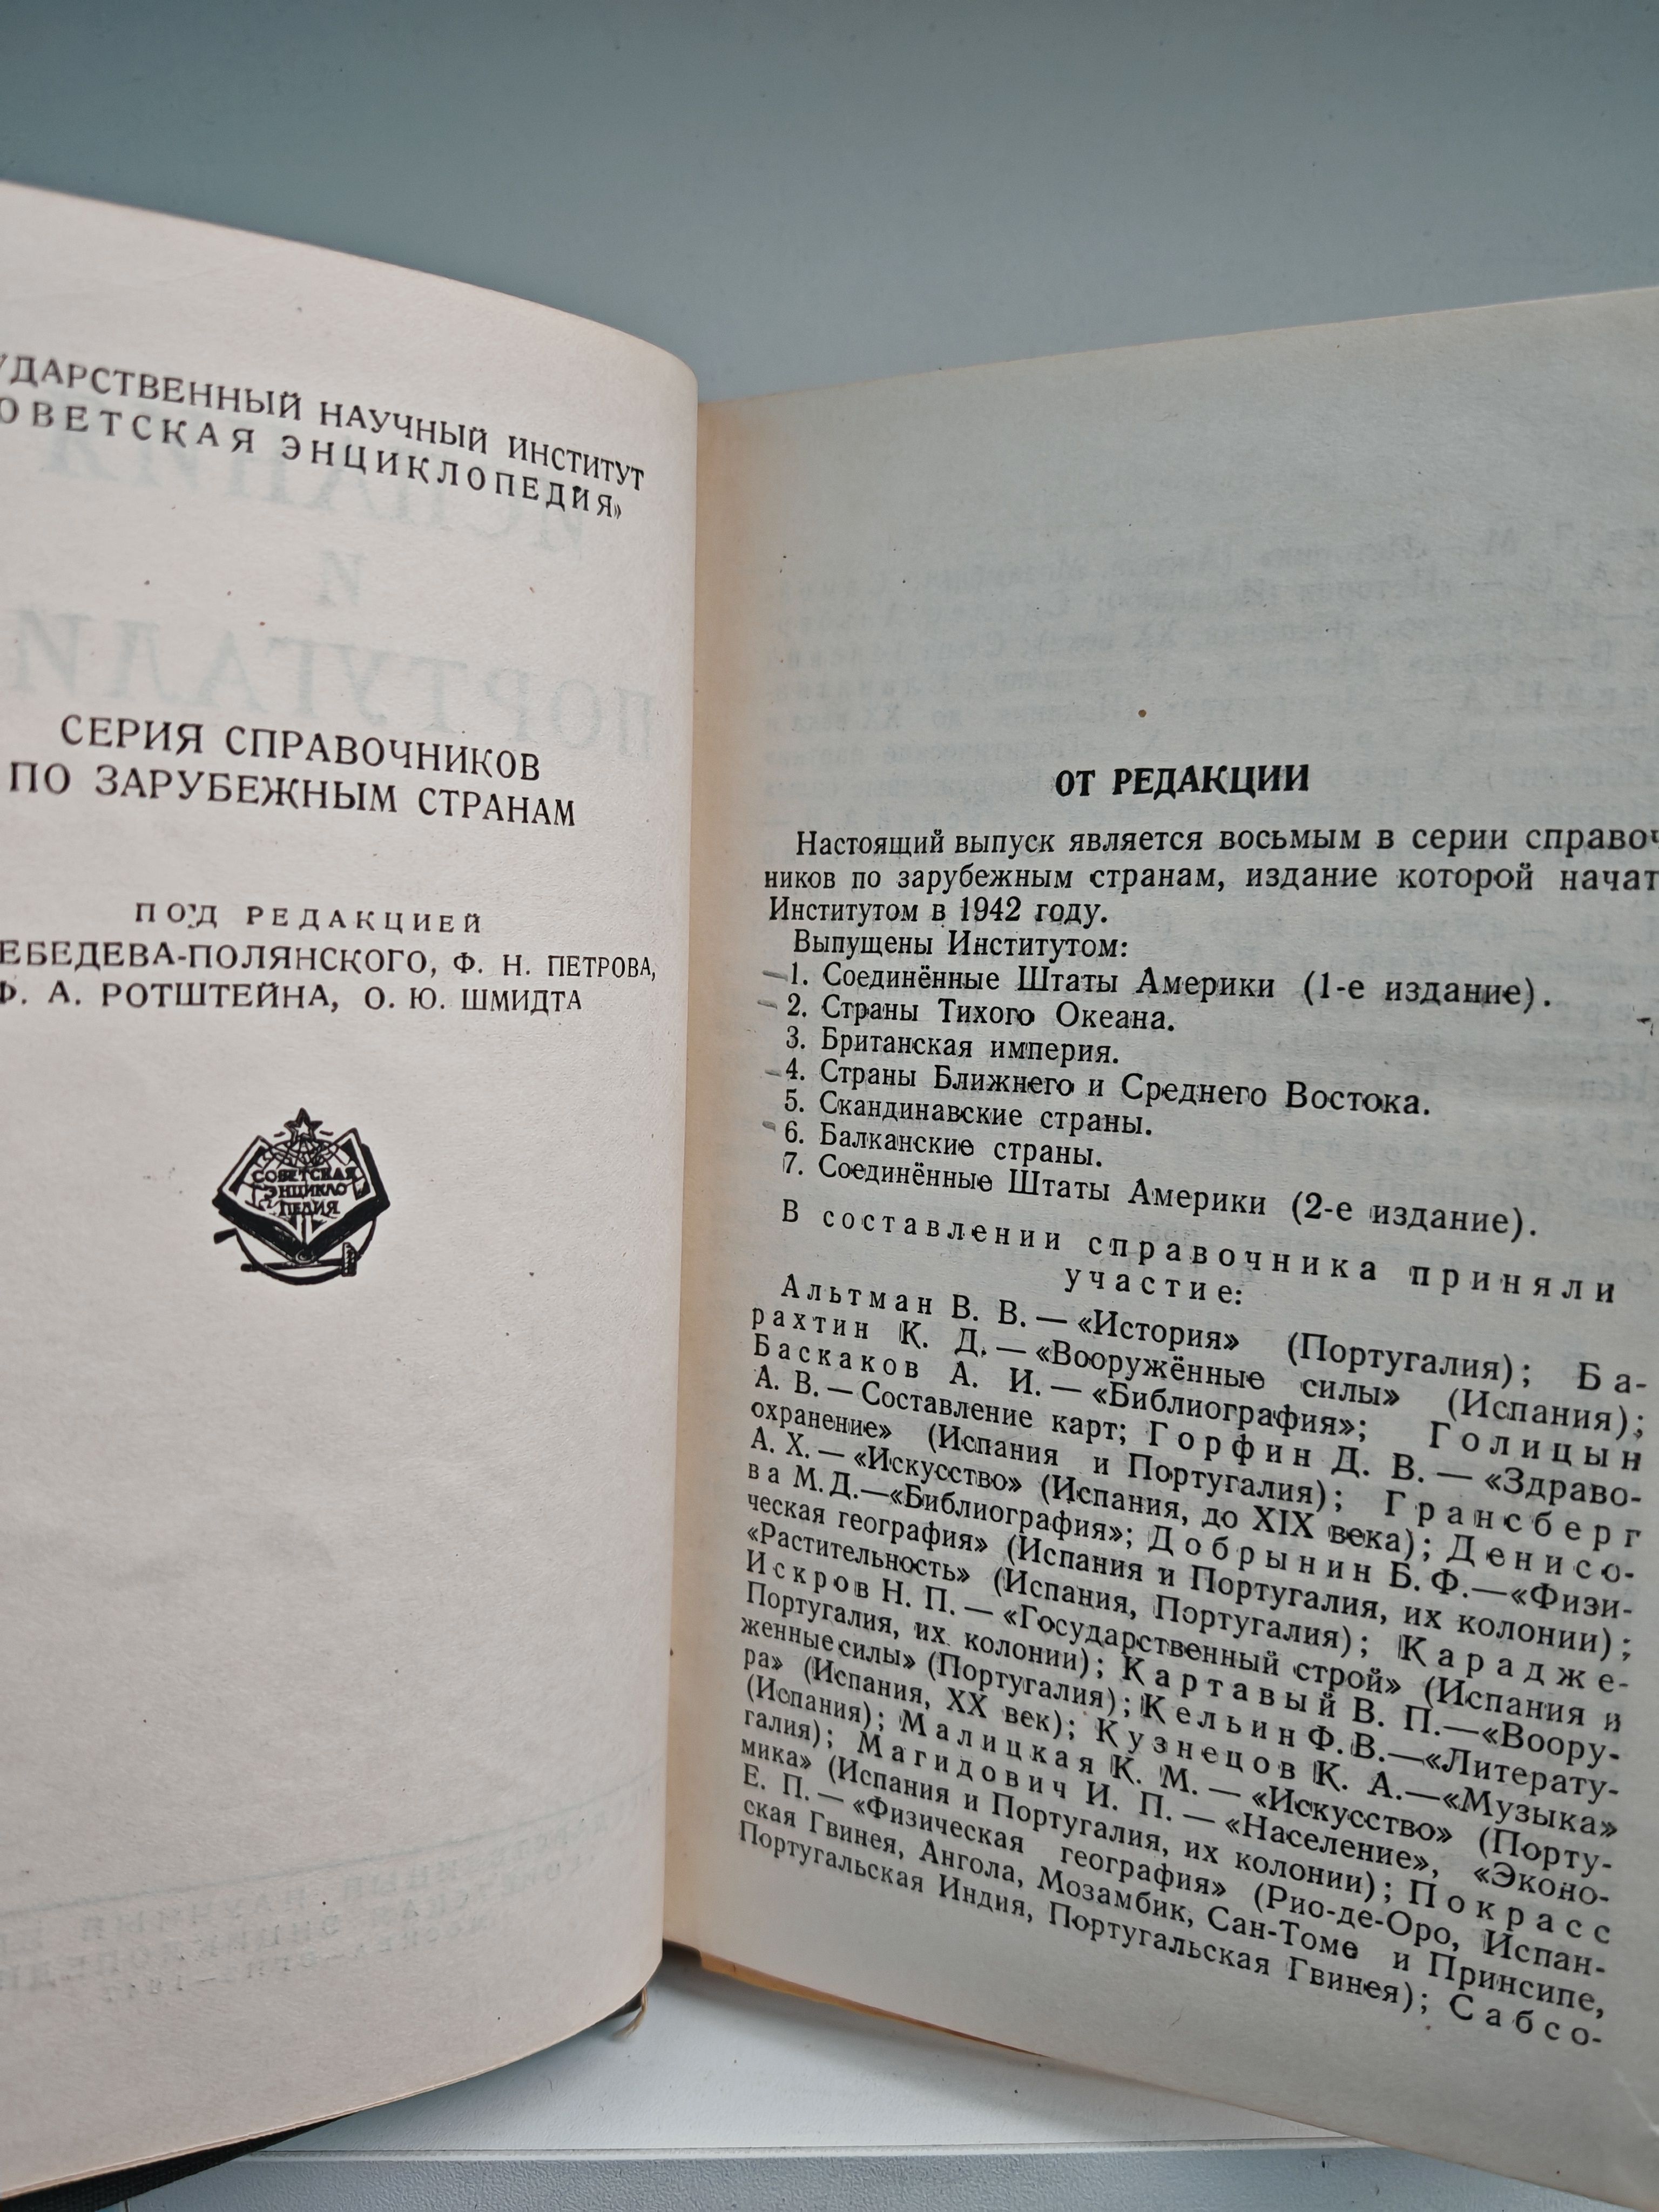 УДАРСТВЕННЫЙ НАУЧНЫЙ ИНСТИТУТ
ОВЕТСКАЯ ЭНЦИКЛОПЕДИЯ»
СЕРИЯ СПРАВОЧНИКОВ
ПО ЗАРУБЕЖНЫМ СТРАНАМ
ПОД РЕДАКЦИЕЙ
ЕБЕДЕВА-ПОЛЯНСКОГО, Ф. Н. ПЕТРОВА,
Ф. А. РОТШТЕЙНА, О. Ю. ШМИДТА
СОВЕТСКАЯ
ЭНЦИКЛО
ПЕДИЯ
ОТ РЕДАКЦИИ
Настоящий выпуск является восьмым в серии справоч
ников по зарубежным странам, издание которой начат
Институтом в 1942 году.
Выпущены Институтом:
1. Соединённые Штаты Америки (1-е издание).
2. Страны Тихого Океана.
3. Британская империя.
4. Страны Ближнего и Среднего Востока.
5. Скандинавские страны.
6. Балканские страны.
7. Соединённые Штаты Америки (2-е издание).
В составлении справочника приняли
участие:
Альтман В. В. — «История» (Португалия); Ба-
рахтин К. Д. — «Вооружённые силы» (Испания);
Баскаков А. И. — «Библиография»; Голицын
А. В. — Составление карт; Горфин Д. В. — «Здраво-
охранение» (Испания и Португалия); Грансберг
А. Х. — «Искусство» (Испания, до XIX века); Денисо-
ва М. Д.—«Библиография»; Добрынин Б. Ф.—«Физи-
ческая география» (Испания и Португалия, их колонии);
«Растительность» (Испания, Португалия); Карадже-
Искров Н. П. — «Государственный строй» (Испания и
Португалия, их колонии); Картавый В. П.—«Воору-
женные силы» (Португалия); Кельин Ф. В.—«Литерату-
ра» (Испания, XX век); Кузнецов К. А.—«Музыка»
(Испания); Малицкая К. М. — «Искусство» (Порту-
галия); Магидович И. П. — «Население», «Эконо-
мика» (Испания и Португалия, их колонии); Покрасс
Е. П. — «Физическая география» (Рио-де-Оро, Испан-
ская Гвинея, Ангола, Мозамбик, Сан-Томе и Принсипе,
Португальская Индия, Португальская Гвинея); Сабсо-